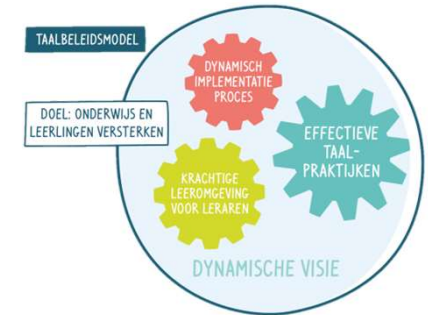 TAALBELEIDSMODEL
DOEL: ONDERWIJS EN
LEERLINGEN VERSTERKEN
DYNAMISCH
IMPLEMENTATIE
PROCES
EFFECTIEVE
TAAL-
PRAKTIJKEN
KRACHTIGE
LEEROMGEVING
VOOR LERAREN
DYNAMISCHE VISIE